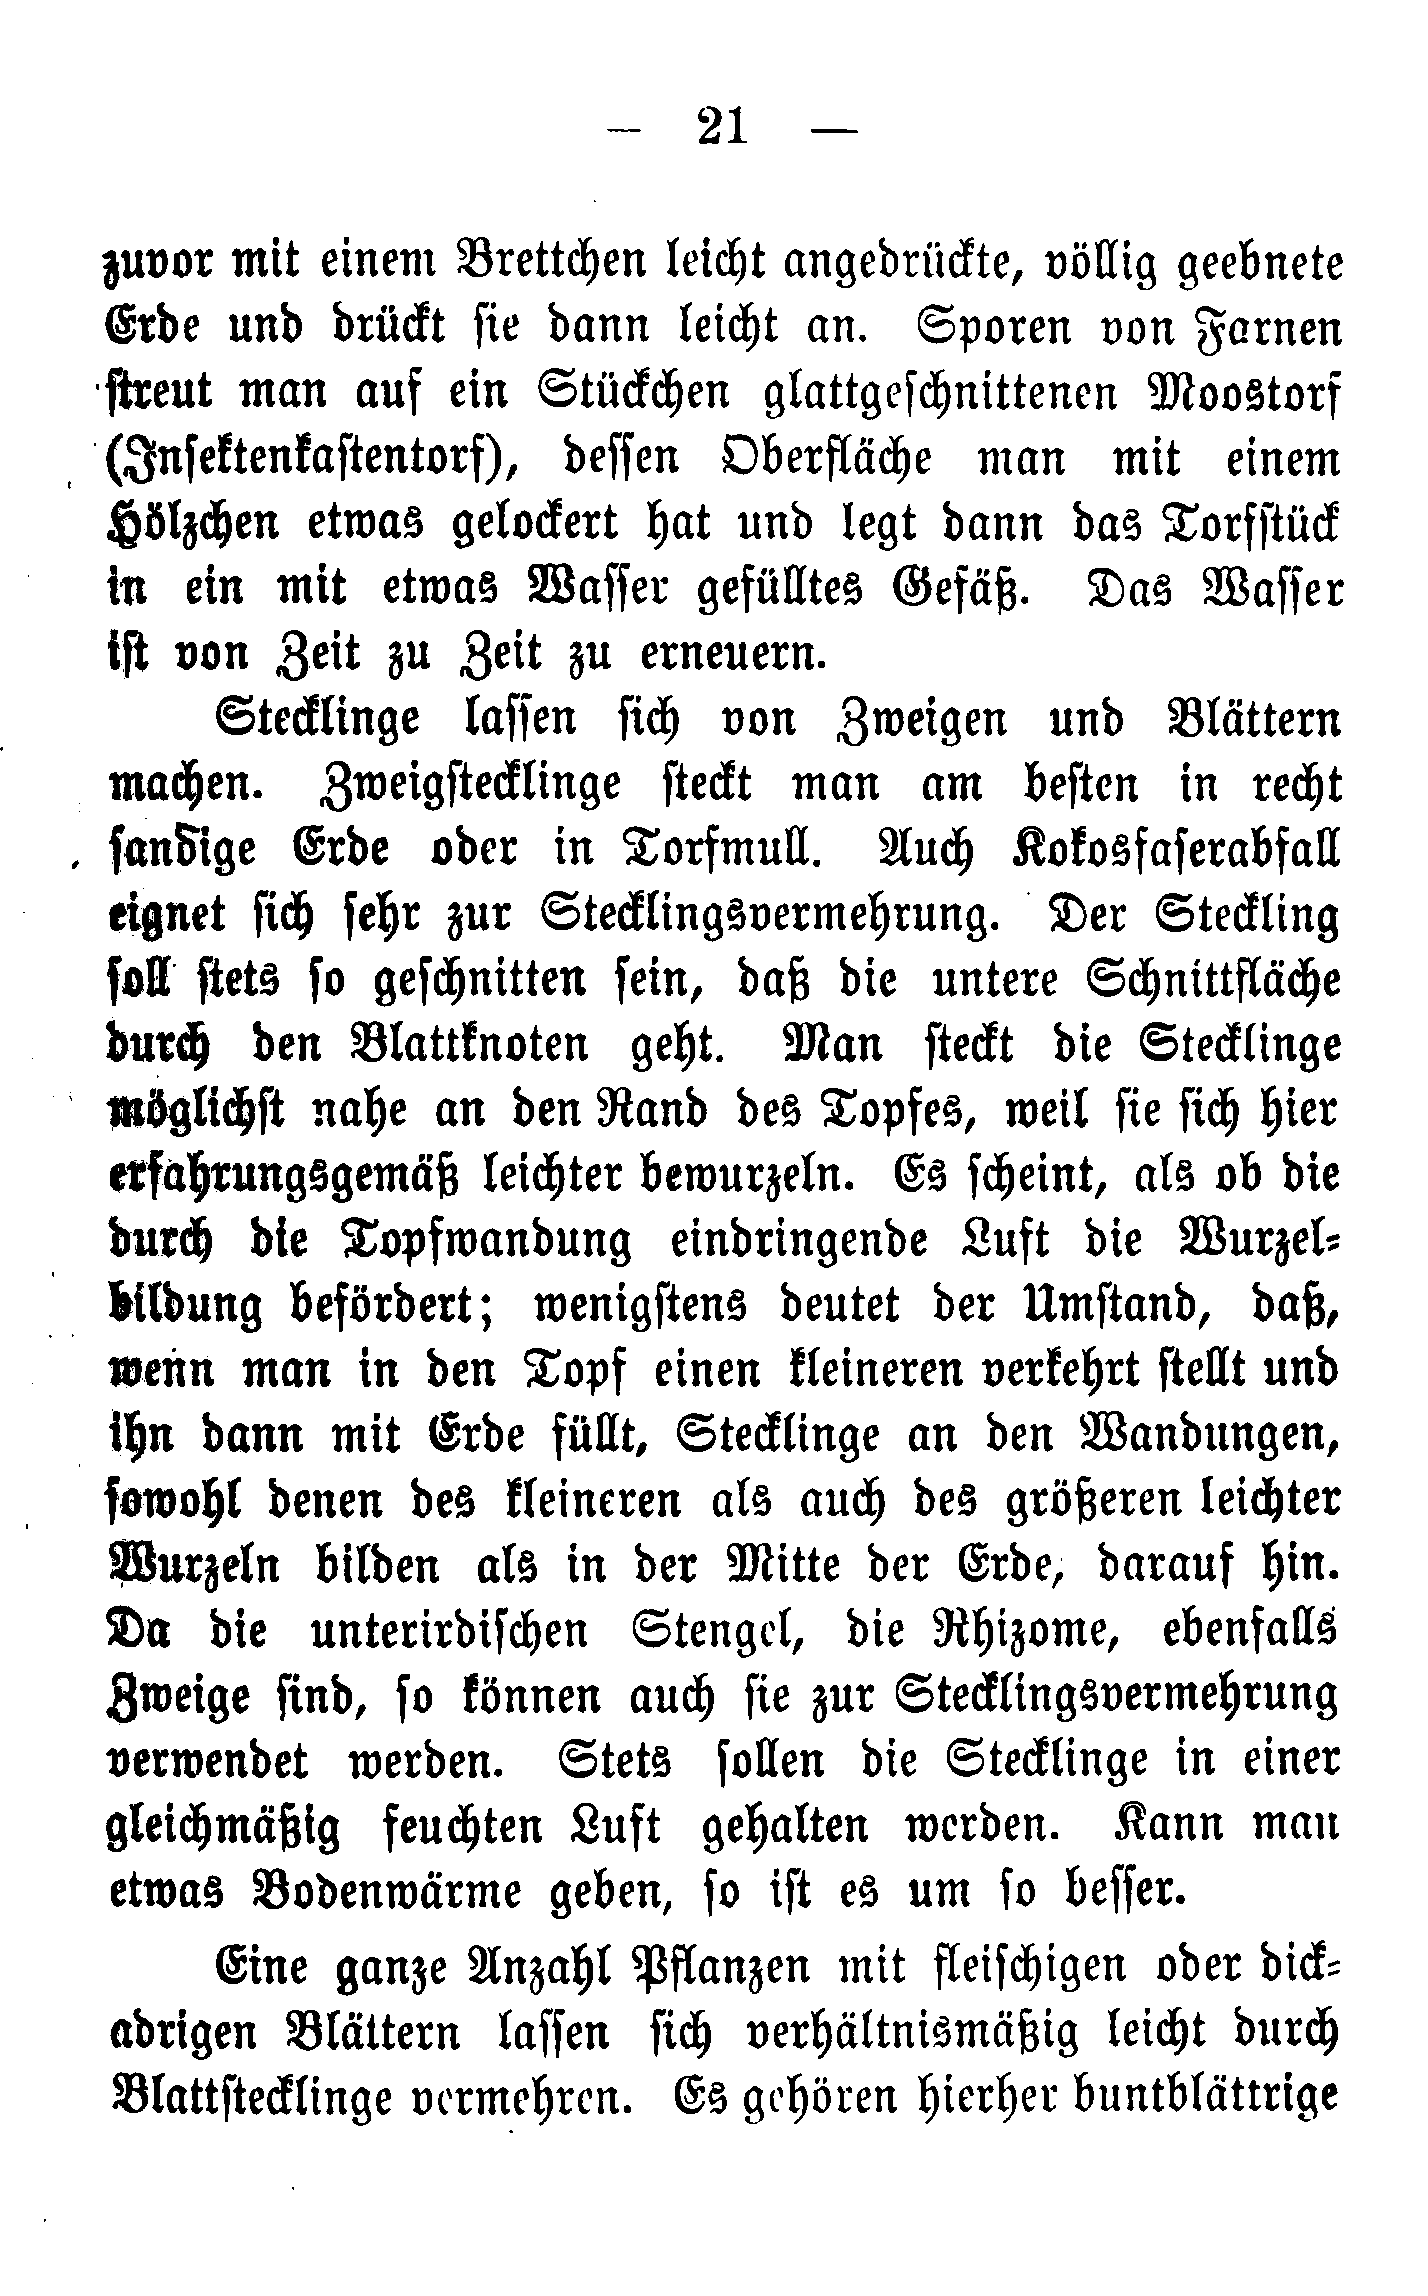 — 21 —
zuvor mit einem Brettchen leicht angedrückte, völlig geebnete
Erde und drückt sie dann leicht an. Sporen von Farnen
streut man auf ein Stückchen glattgeschnittenen Moostorf
(Insektenkastentorf), dessen Oberfläche man mit einem
Hölzchen etwas gelockert hat und legt dann das Torfstück
in ein mit etwas Wasser gefülltes Gefäß. Das Wasser
ist von Zeit zu Zeit zu erneuern.
Stecklinge lassen sich von Zweigen und Blättern
machen. Zweigstecklinge steckt man am besten in recht
sandige Erde oder in Torfmull. Auch Kokosfaserabfall
eignet sich sehr zur Stecklingsvermehrung. Der Steckling
soll stets so geschnitten sein, daß die untere Schnittfläche
durch den Blattknoten geht. Man steckt die Stecklinge
möglichst nahe an den Rand des Topfes, weil sie sich hier
erfahrungsgemäß leichter bewurzeln. Es scheint, als ob die
durch die Topfwandung eindringende Luft die Wurzel-
bildung befördert; wenigstens deutet der Umstand, daß,
wenn man in den Topf einen kleineren verkehrt stellt und
ihn dann mit Erde füllt, Stecklinge an den Wandungen,
sowohl denen des kleineren als auch des größeren leichter
Wurzeln bilden als in der Mitte der Erde, darauf hin.
Da die unterirdischen Stengel, die Rhizome, ebenfalls
Zweige sind, so können auch sie zur Stecklingsvermehrung
verwendet werden. Stets sollen die Stecklinge in einer
gleichmäßig feuchten Luft gehalten werden. Kann man
etwas Bodenwärme geben, so ist es um so besser.
Eine ganze Anzahl Pflanzen mit fleischigen oder dick-
adrigen Blättern lassen sich verhältnismäßig leicht durch
Blattstecklinge vermehren. Es gehören hierher buntblättrige